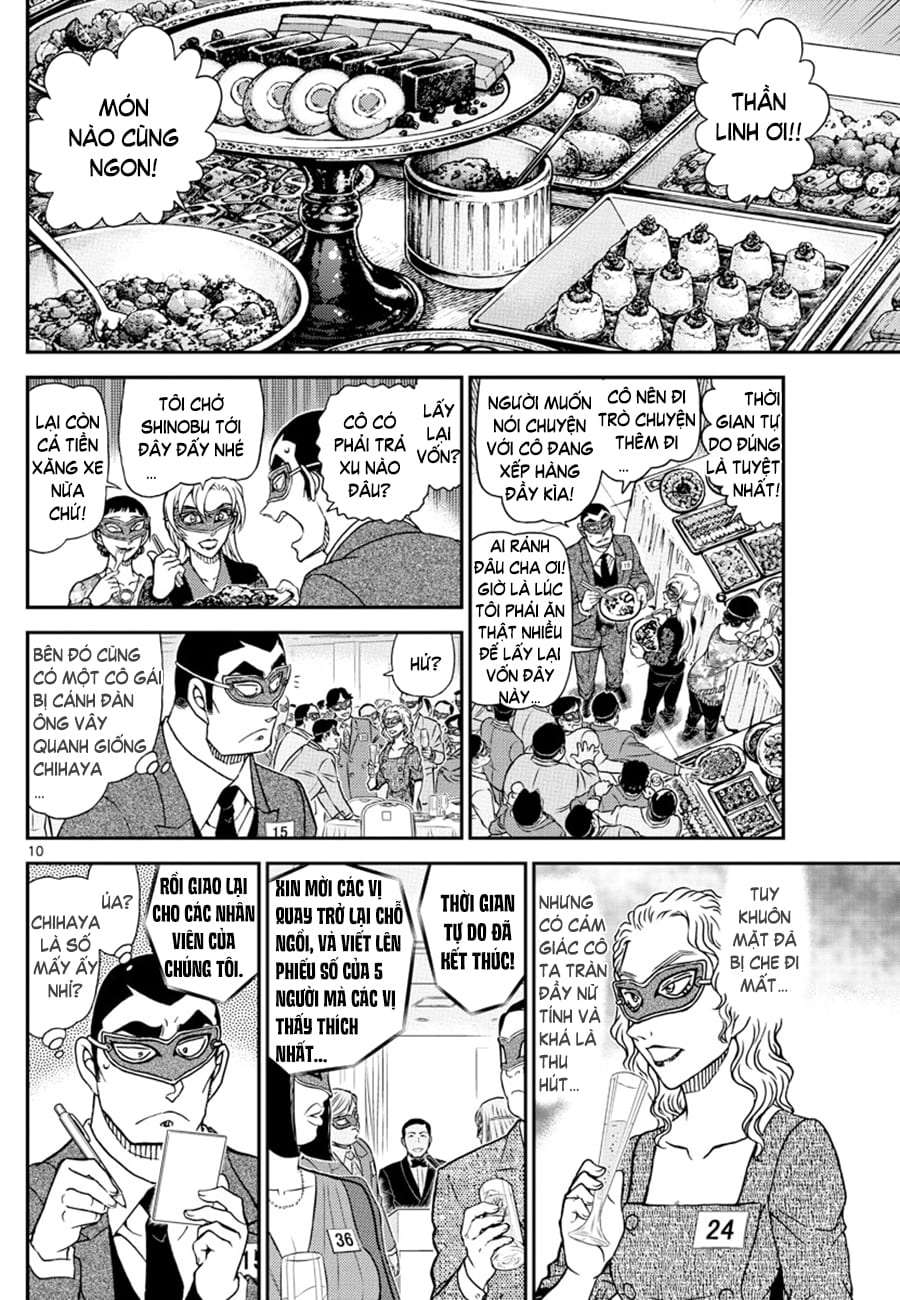 THẦN
LINH ƠI!!
MÓN
NÀO CŨNG
NGON!
THỜI
GIAN TỰ
DO ĐÚNG
LÀ TUYỆT
NHẤT!
CÔ NÊN ĐI
TRÒ CHUYỆN
THÊM ĐI
...
NGƯỜI MUỐN
NÓI CHUYỆN
VỚI CÔ ĐANG
XẾP HÀNG
ĐẦY KÌA!
AI RẢNH
ĐÂU CHA ƠI!
GIỜ LÀ LÚC
TÔI PHẢI ĂN
THẬT NHIỀU
ĐỂ LẤY LẠI
VỐN ĐÂY
NÀY...
15
LẤY
LẠI
VỐN?
CÔ CÓ
PHẢI TRẢ
XU NÀO
ĐÂU?
TÔI CHỞ
SHINOBU TỚI
ĐÂY ĐẤY NHÉ
...
LẠI CÒN
CẢ TIỀN
XĂNG XE
NỮA
CHỨ!
HỬ?
BÊN ĐÓ CŨNG
CÓ MỘT CÔ GÁI
BỊ CÁNH ĐÀN
ÔNG VÂY
QUANH GIỐNG
CHIHAYA
...
15
10
TUY
KHUÔN
MẶT ĐÃ
BỊ CHE ĐI
MẤT...
NHƯNG
CÓ CẢM
GIÁC CÔ
TA TRÀN
ĐẦY NỮ
TÍNH VÀ
KHÁ LÀ
THU
HÚT...
24
THỜI GIAN
TỰ DO ĐÃ
KẾT THÚC!
XIN MỜI CÁC VỊ
QUAY TRỞ LẠI CHỖ
NGỒI, VÀ VIẾT LÊN
PHIẾU SỐ CỦA 5
NGƯỜI MÀ CÁC VỊ
THẤY THÍCH
NHẤT...
36
RỒI GIAO LẠI
CHO CÁC NHÂN
VIÊN CỦA
CHÚNG TÔI.
ỦA?
CHIHAYA
LÀ SỐ
MẤY ẤY
NHỈ?
15